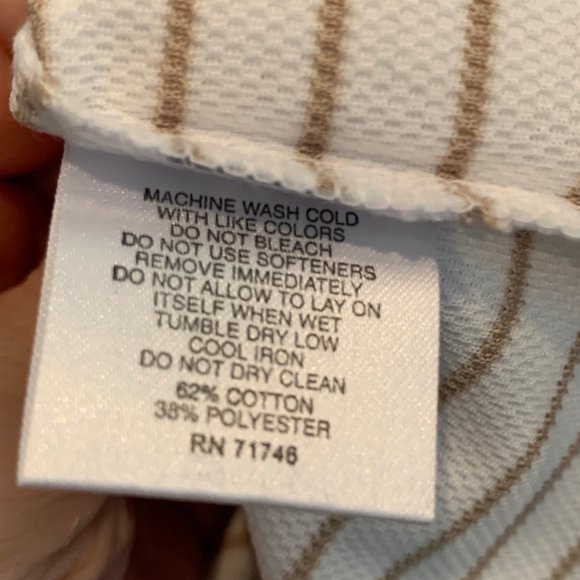 MACHINE WASH COLD
WITH LIKE COLORS
DO NOT BLEACH
DO NOT USE SOFTENERS
REMOVE IMMEDIATELY
DO NOT ALLOW TO LAY ON
ITSELF WHEN WET
TUMBLE DRY LOW
COOL IRON
DO NOT DRY CLEAN
62% COTTON
38% POLYESTER
RN 71746